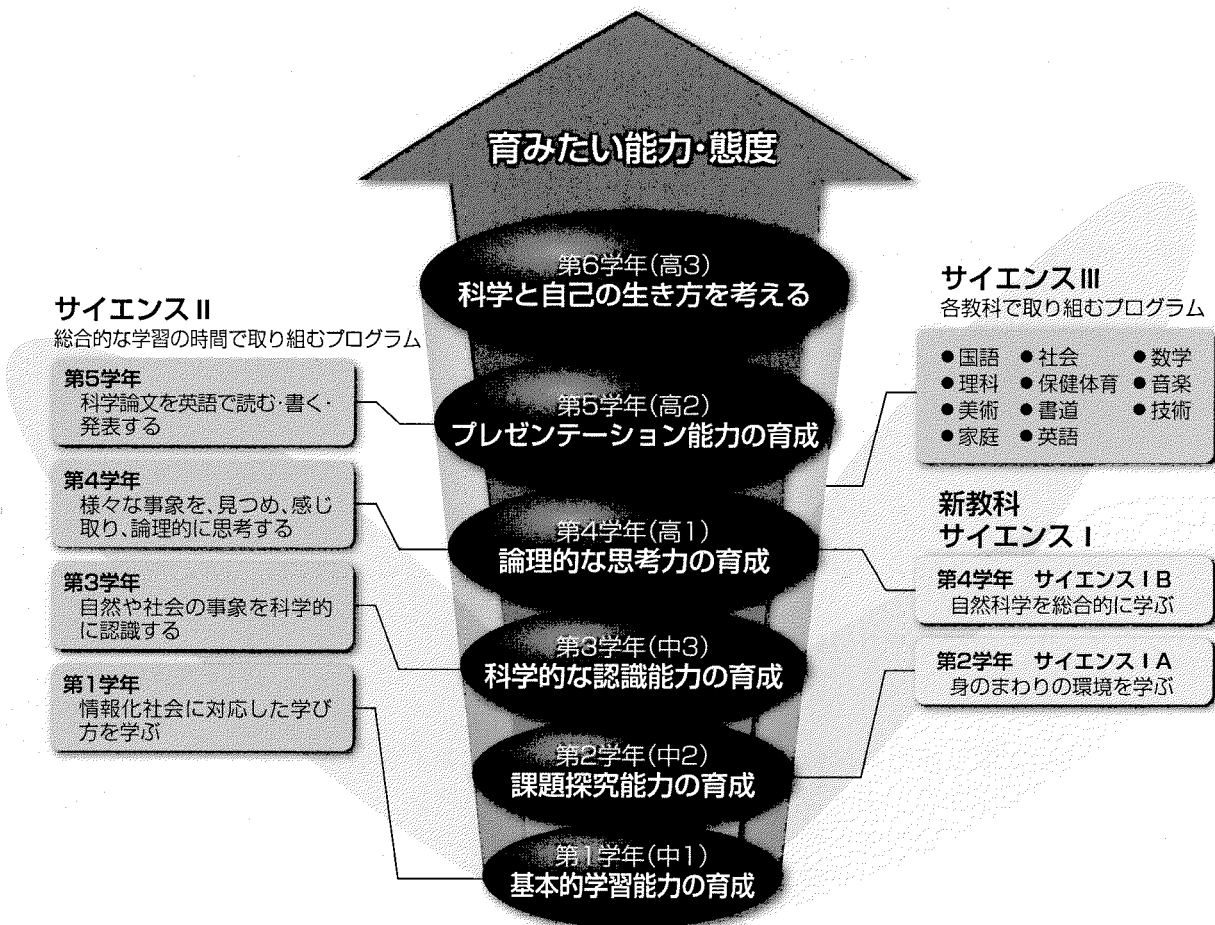 育みたい能力・態度
第6学年(高3)
科学と自己の生き方を考える
第5学年(高2)
プレゼンテーション能力の育成
第4学年(高1)
論理的な思考力の育成
第3学年(中3)
科学的な認識能力の育成
第2学年(中2)
課題探究能力の育成
第1学年(中1)
基本的学習能力の育成
サイエンスⅡ
総合的な学習の時間で取り組むプログラム
第5学年
科学論文を英語で読む・書く・
発表する
第4学年
様々な事象を、見つめ、感じ
取り、論理的に思考する
第3学年
自然や社会の事象を科学的
に認識する
第1学年
情報化社会に対応した学び
方を学ぶ
サイエンスⅢ
各教科で取り組むプログラム
●国語 ●社会 ●数学
●理科 ●保健体育 ●音楽
●美術 ●書道 ●技術
●家庭 ●英語
新教科
サイエンスⅠ
第4学年 サイエンスⅠB
自然科学を総合的に学ぶ
第2学年 サイエンスⅠA
身のまわりの環境を学ぶ